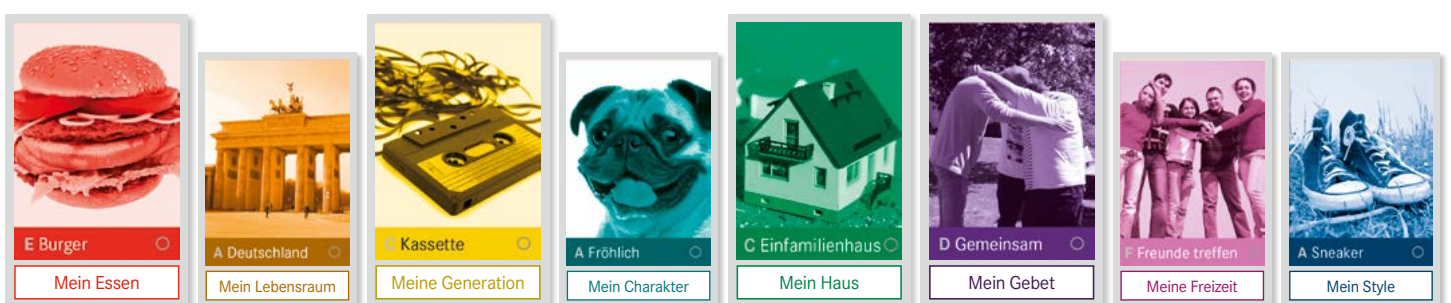 E Burger
Mein Essen
A Deutschland
Mein Lebensraum
C Kassette
Meine Generation
A Fröhlich
Mein Charakter
C Einfamilienhaus
Mein Haus
D Gemeinsam
Mein Gebet
F Freunde treffen
Meine Freizeit
A Sneaker
Mein Style